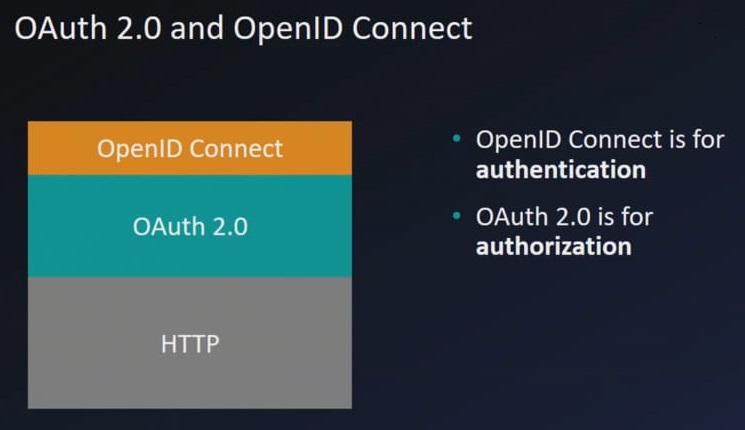 OAuth 2.0 and OpenID Connect
OpenID Connect
OAuth 2.0
HTTP
• OpenID Connect is for
authentication
• OAuth 2.0 is for
authorization